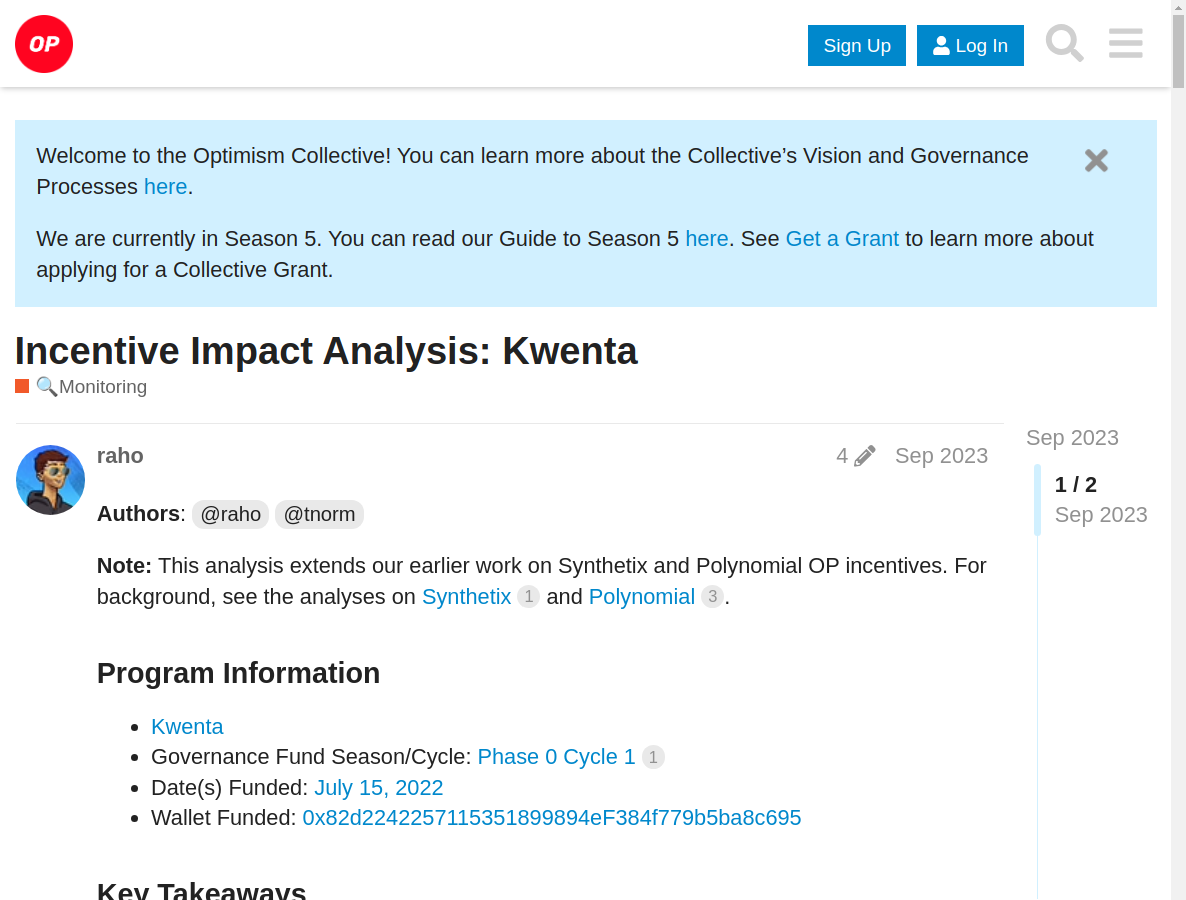 OP
Sign Up
Log In
Welcome to the Optimism Collective! You can learn more about the Collective’s Vision and Governance
Processes here.
We are currently in Season 5. You can read our Guide to Season 5 here. See Get a Grant to learn more about
applying for a Collective Grant.
Incentive Impact Analysis: Kwenta
🔍Monitoring
raho
4
Sep 2023
Sep 2023
1 / 2
Sep 2023
Authors: @raho @tnorm
Note: This analysis extends our earlier work on Synthetix and Polynomial OP incentives. For
background, see the analyses on Synthetix 1 and Polynomial 3.
Program Information
Kwenta
Governance Fund Season/Cycle: Phase 0 Cycle 1 1
Date(s) Funded: July 15, 2022
Wallet Funded: 0x82d2242257115351899894eF384f779b5ba8c695
Key Takeaways